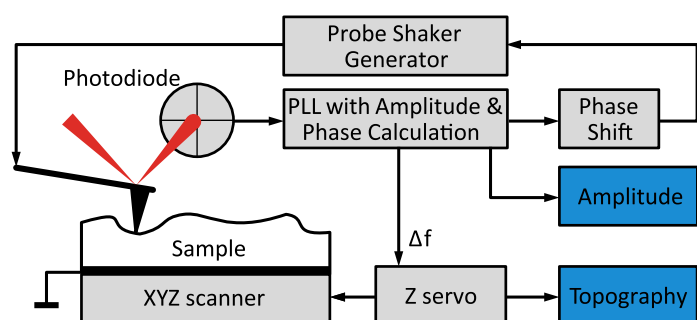 Probe Shaker
Generator
Photodiode
PLL with Amplitude &
Phase Calculation
Phase
Shift
Amplitude
Δf
Sample
XYZ scanner
Z servo
Topography